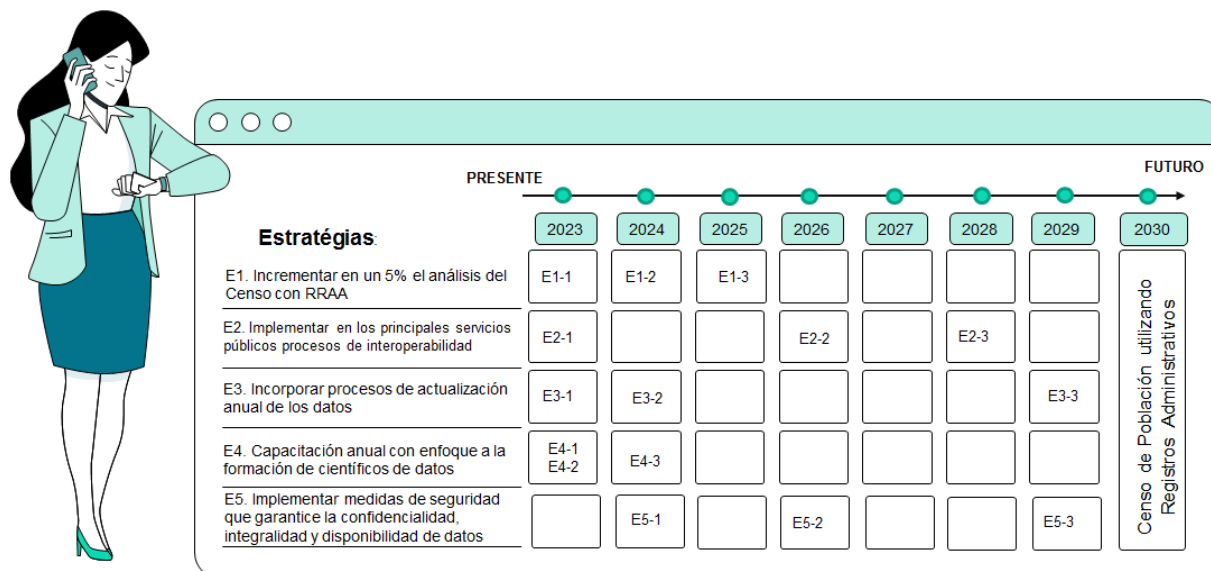 PRESENTE
FUTURO
Estratégias:
2023
2024
2025
2026
2027
2028
2029
2030
E1. Incrementar en un 5% el análisis del
Censo con RRAA
E1-1
E1-2
E1-3
E2. Implementar en los principales servicios
públicos procesos de interoperabilidad
E2-1
E2-2
E2-3
E3. Incorporar procesos de actualización
anual de los datos
E3-1
E3-2
E3-3
E4. Capacitación anual con enfoque a la
formación de científicos de datos
E4-1
E4-2
E4-3
E5. Implementar medidas de seguridad
que garantice la confidencialidad,
integralidad y disponibilidad de datos
E5-1
E5-2
E5-3
Censo de Población utilizando
Registros Administrativos